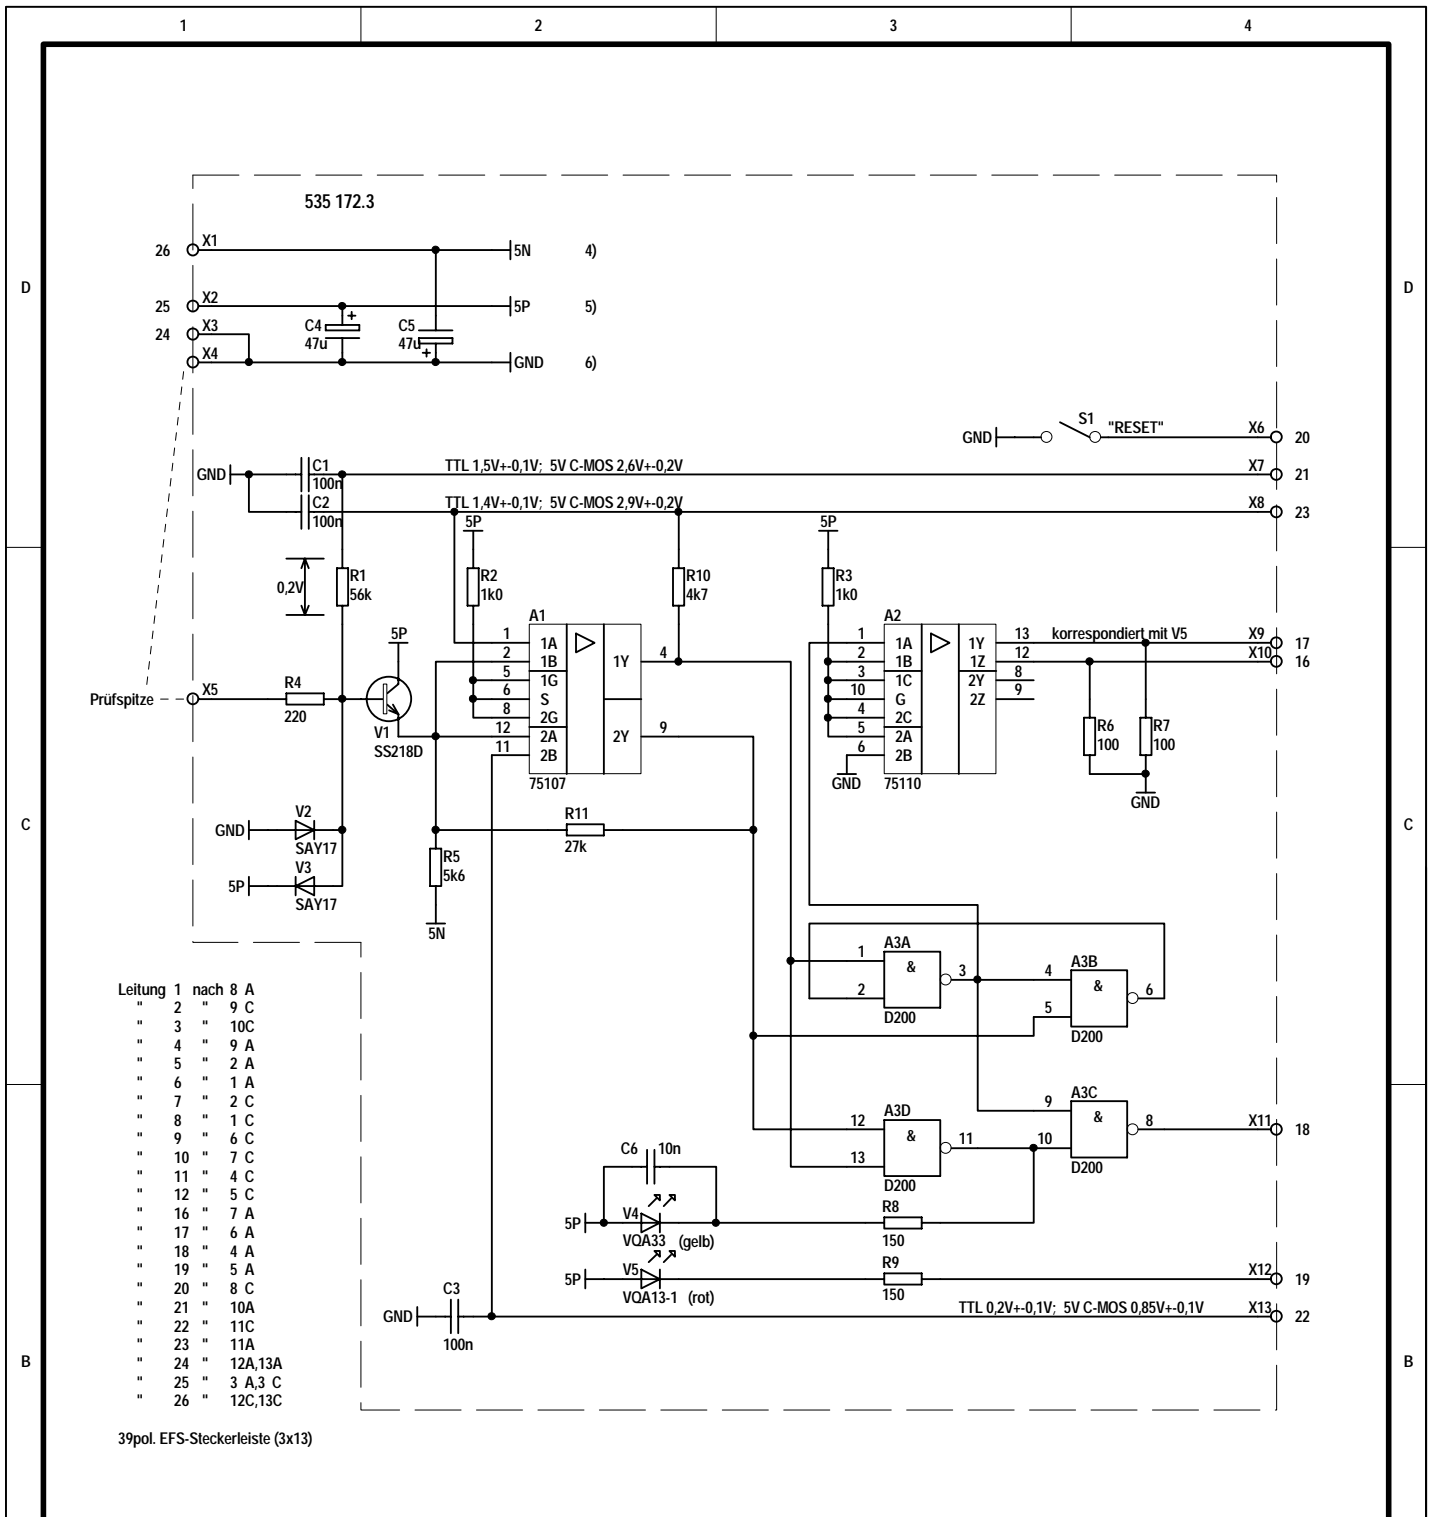 1 2 3 4
D D
C C
B B
535 172.3
26 X1 5N 4)
25 X2 5P 5)
24 X3
X4 GND 6)
C4 + 47u
C5 47u +
GND S1 "RESET" X6 20
GND C1 100n TTL 1,5V+-0,1V; 5V C-MOS 2,6V+-0,2V X7 21
C2 100n TTL 1,4V+-0,1V; 5V C-MOS 2,9V+-0,2V X8 23
0,2V
R1 56k
5P R2 1k0
R10 4k7
5P R3 1k0
A1
1 1A
2 1B
5 1G
6 S
8 2G
12 2A
11 2B
1Y 4
2Y 9
75107
A2
1 1A
2 1B
3 1C
10 G
4 2C
5 2A
6 2B
GND
1Y 13 korrespondiert mit V5 X9 17
1Z 12 X10 16
2Y 8
2Z 9
75110
R6 100
R7 100
GND
Prüfspitze X5 R4 220
5P
V1
SS218D
GND V2 SAY17
5P V3 SAY17
R11 27k
R5 5k6
5N
A3A
1 & 3
2
D200
A3B
4 & 6
5
D200
A3C
9 & 8 X11 18
10
D200
A3D
12 & 11
13
D200
C6 10n
5P V4 R8
VQA33 (gelb) 150
5P V5 R9 X12 19
VQA13-1 (rot) 150
GND C3 100n TTL 0,2V+-0,1V; 5V C-MOS 0,85V+-0,1V X13 22
Leitung 1 nach 8 A
" 2 " 9 C
" 3 " 10C
" 4 " 9 A
" 5 " 2 A
" 6 " 1 A
" 7 " 2 C
" 8 " 1 C
" 9 " 6 C
" 10 " 7 C
" 11 " 4 C
" 12 " 5 C
" 16 " 7 A
" 17 " 6 A
" 18 " 4 A
" 19 " 5 A
" 20 " 8 C
" 21 " 10A
" 22 " 11C
" 23 " 11A
" 24 " 12A,13A
" 25 " 3 A,3 C
" 26 " 12C,13C
39pol. EFS-Steckerleiste (3x13)